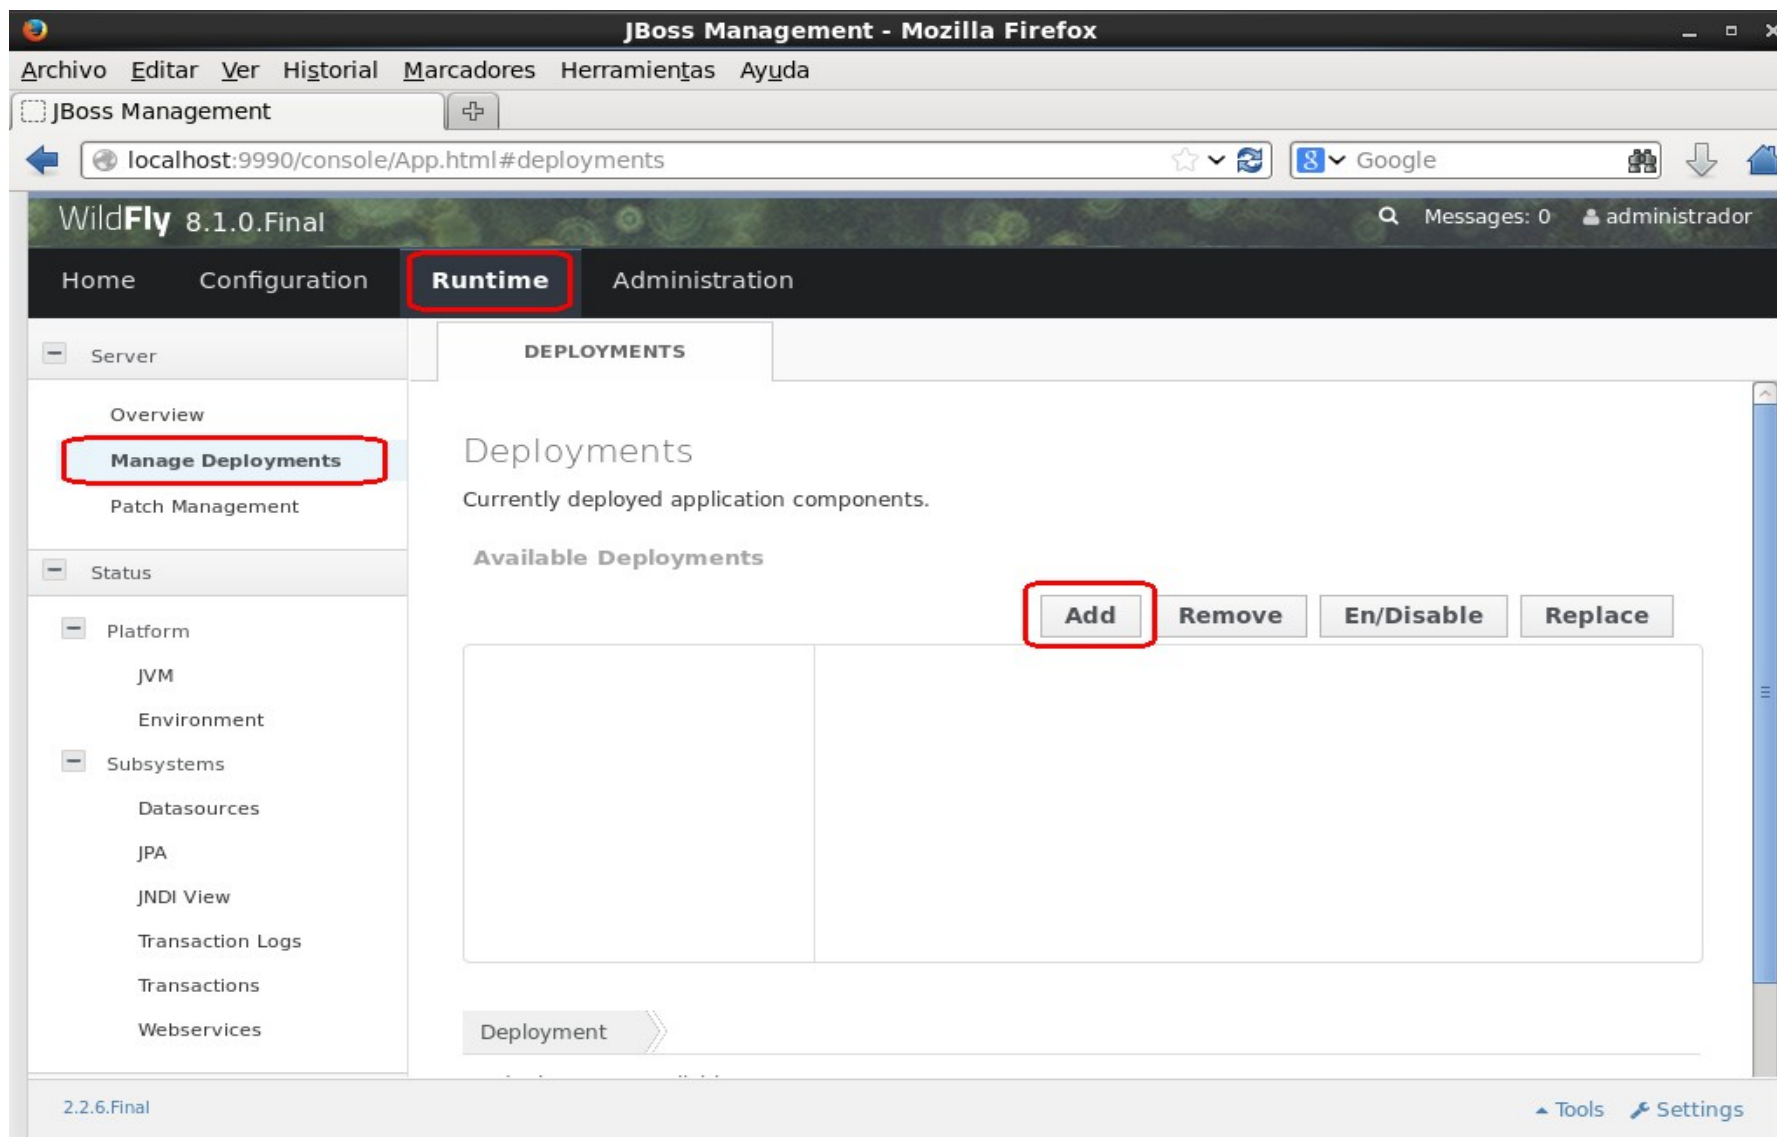 JBoss Management - Mozilla Firefox
Archivo Editar Ver Historial Marcadores Herramientas Ayuda
JBoss Management
localhost:9990/console/App.html#deployments
Google
WildFly 8.1.0.Final
Messages: 0 administrador
Home Configuration Runtime Administration
Server
DEPLOYMENTS
Overview
Manage Deployments
Patch Management
Deployments
Currently deployed application components.
Available Deployments
Add Remove En/Disable Replace
Status
Platform
JVM
Environment
Subsystems
Datasources
JPA
JNDI View
Transaction Logs
Transactions
Webservices
Deployment
2.2.6.Final
Tools Settings